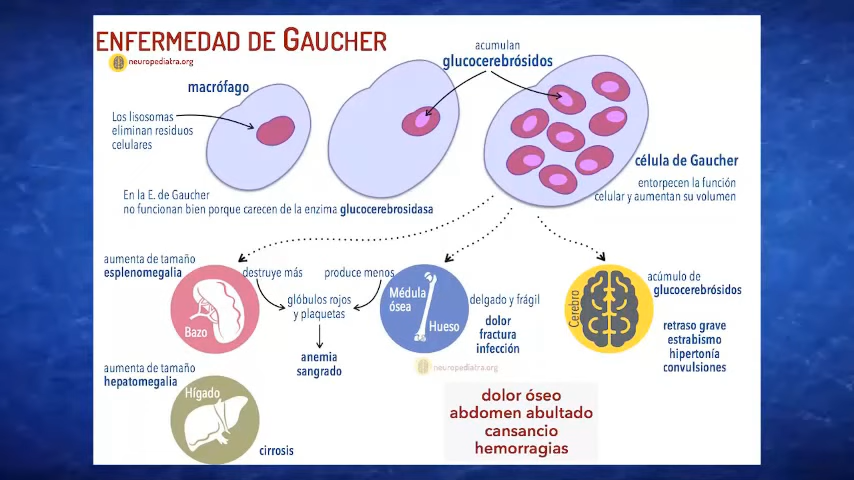 ENFERMEDAD DE GAUCHER
neuropediatra.org
macrófago
Los lisosomas
eliminan residuos
celulares
acumulan
glucocerebrósidos
célula de Gaucher
entorpecen la función
celular y aumentan su volumen
En la E. de Gaucher
no funcionan bien porque carecen de la enzima glucocerebrosidasa
aumenta de tamaño
esplenomegalia
Bazo
destruye más
produce menos
glóbulos rojos
y plaquetas
anemia
sangrado
Médula
ósea
Hueso
delgado y frágil
dolor
fractura
infección
Cerebro
acúmulo de
glucocerebrósidos
retraso grave
estrabismo
hipertonía
convulsiones
aumenta de tamaño
hepatomegalia
Hígado
cirrosis
neuropediatra.org
dolor óseo
abdomen abultado
cansancio
hemorragias